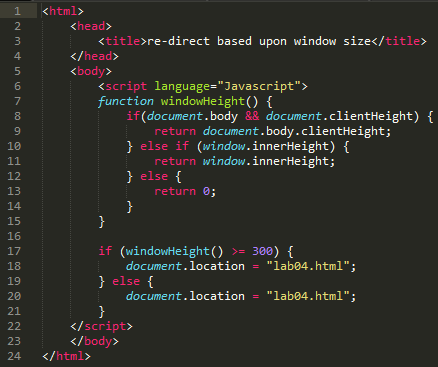 1 <html>
2 <head>
3 <title>re-direct based upon window size</title>
4 </head>
5 <body>
6 <script language="Javascript">
7 function windowHeight() {
8 if(document.body && document.clientHeight) {
9 return document.body.clientHeight;
10 } else if (window.innerHeight) {
11 return window.innerHeight;
12 } else {
13 return 0;
14 }
15 }
16
17 if (windowHeight() >= 300) {
18 document.location = "lab04.html";
19 } else {
20 document.location = "lab04.html";
21 }
22 </script>
23 </body>
24 </html>